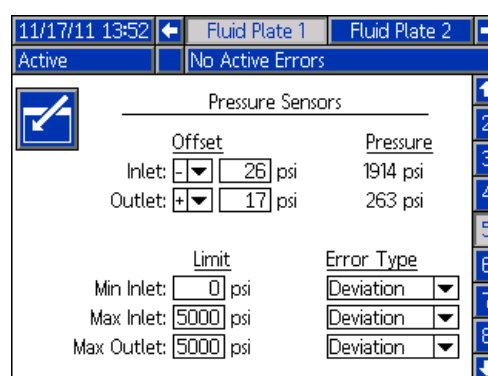 11/17/11 13:52 Fluid Plate 1 Fluid Plate 2
Active No Active Errors
Pressure Sensors
Offset Pressure
Inlet: - 26 psi 1914 psi
Outlet: + 17 psi 263 psi
Limit Error Type
Min Inlet: 0 psi Deviation
Max Inlet: 5000 psi Deviation
Max Outlet: 5000 psi Deviation
2
3
4
5
6
7
8